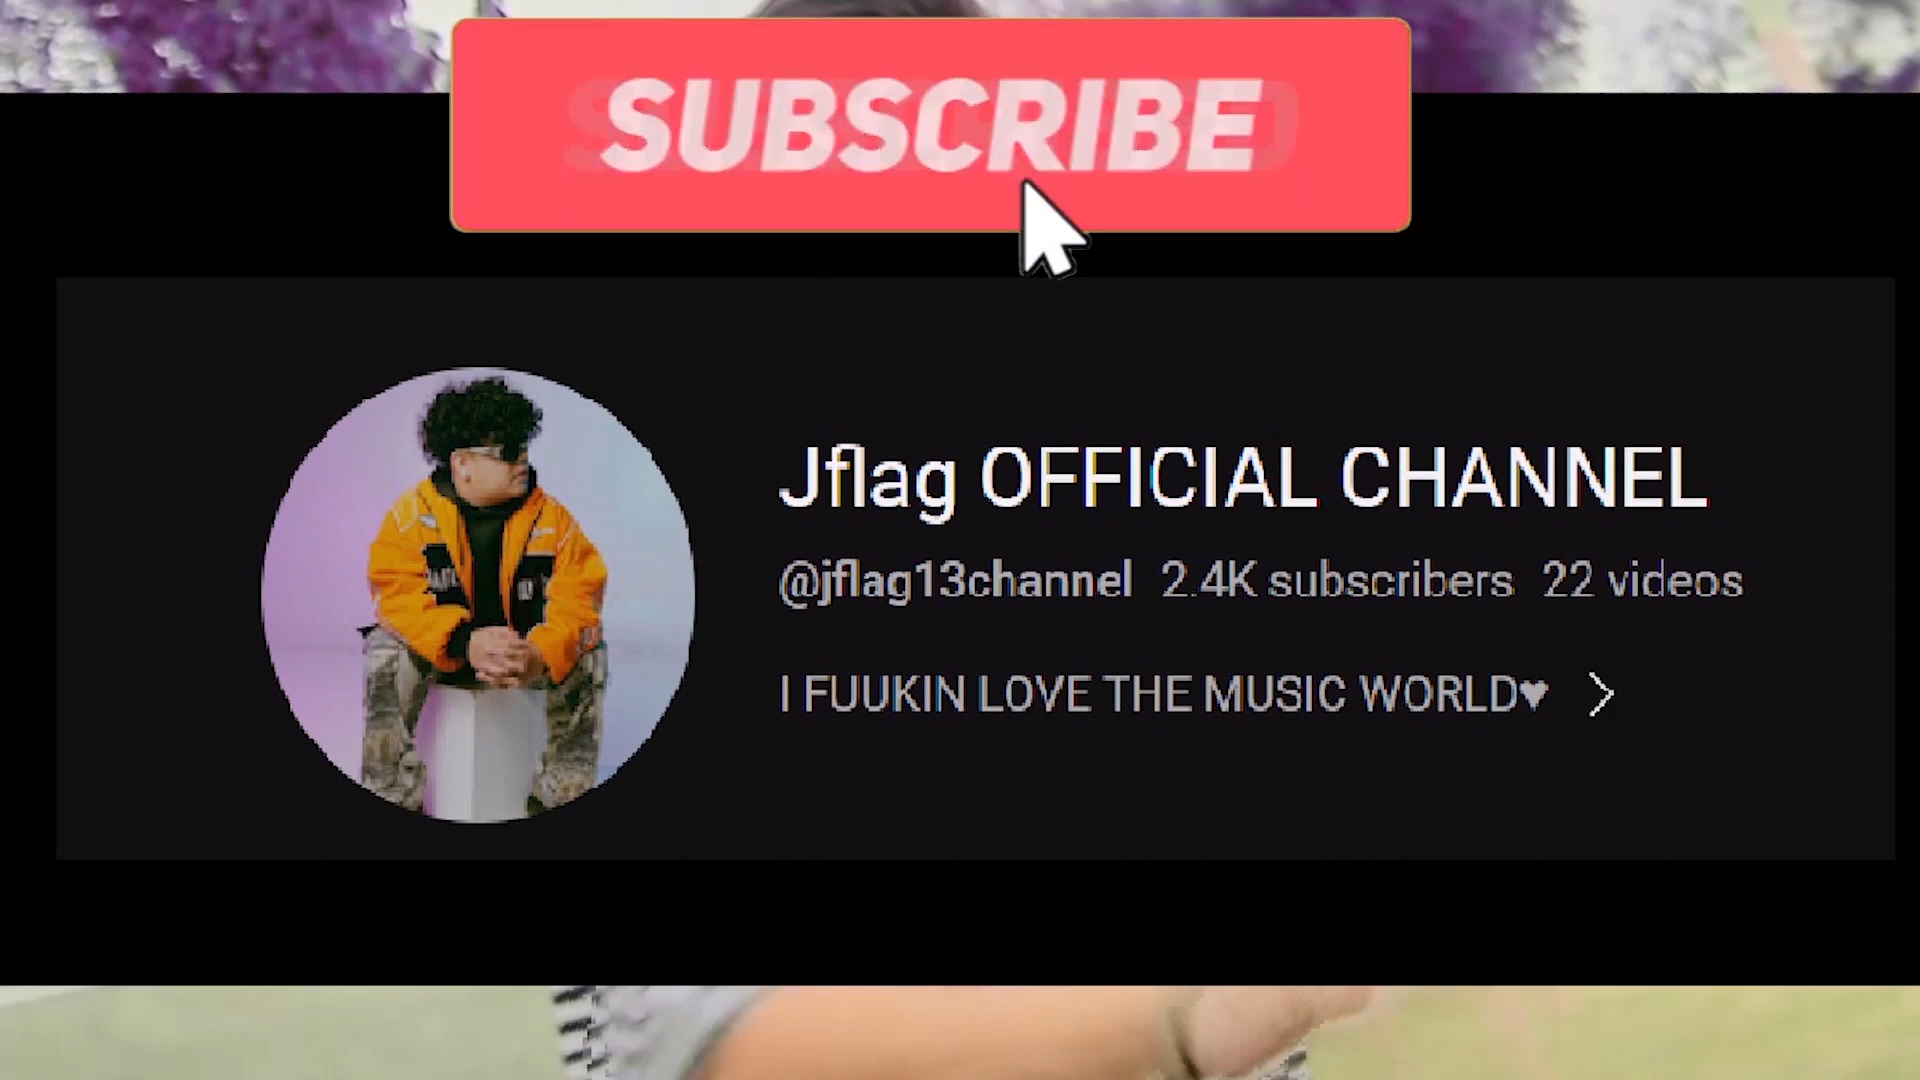 SUBSCRIBE
Jflag OFFICIAL CHANNEL
@jflag13channel 2.4K subscribers 22 videos
I FUUKIN LOVE THE MUSIC WORLD♥